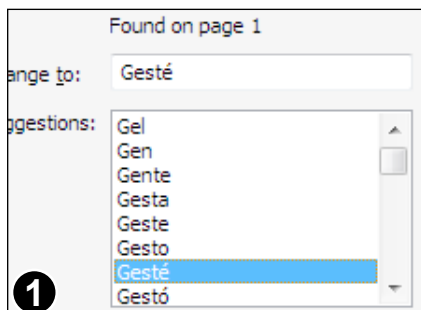 Found on page 1
ange to: Gesté
ggestions: Gel
Gen
Gente
Gesta
Geste
Gesto
Gesté
Gestó
1